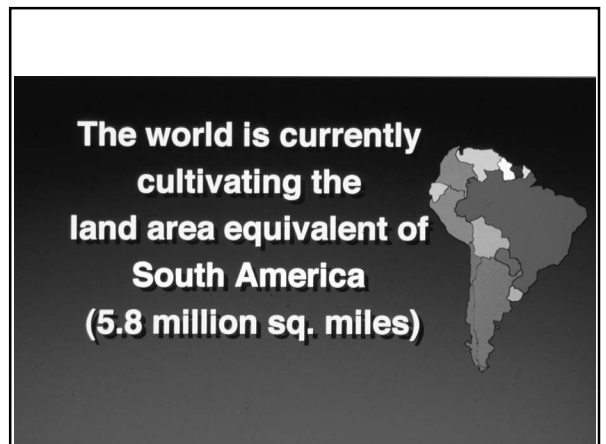 The world is currently
cultivating the
land area equivalent of
South America
(5.8 million sq. miles)